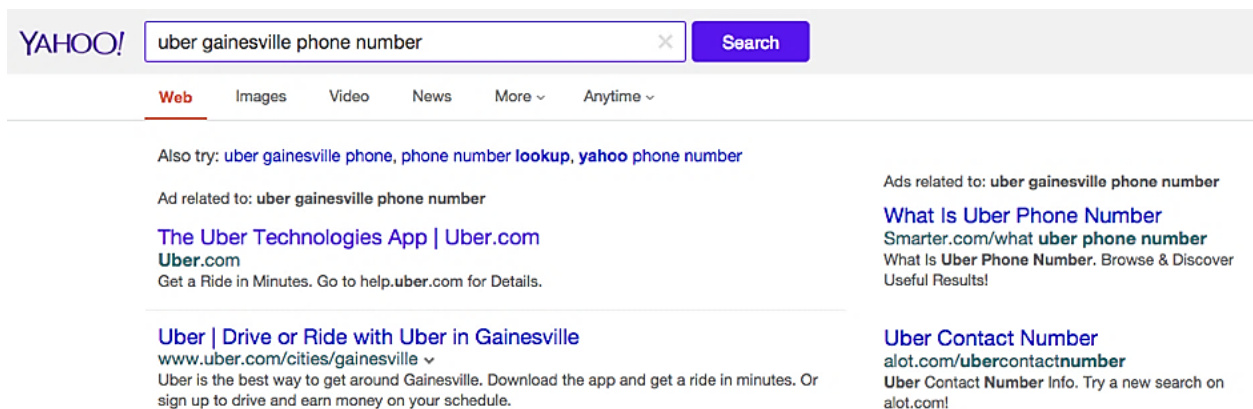 YAHOO!
uber gainesville phone number
Search
Web Images Video News More Anytime
Also try: uber gainesville phone, phone number lookup, yahoo phone number
Ad related to: uber gainesville phone number
The Uber Technologies App | Uber.com
Uber.com
Get a Ride in Minutes. Go to help.uber.com for Details.
Uber | Drive or Ride with Uber in Gainesville
www.uber.com/cities/gainesville
Uber is the best way to get around Gainesville. Download the app and get a ride in minutes. Or
sign up to drive and earn money on your schedule.
Ads related to: uber gainesville phone number
What Is Uber Phone Number
Smarter.com/what uber phone number
What Is Uber Phone Number. Browse & Discover
Useful Results!
Uber Contact Number
alot.com/ubercontactnumber
Uber Contact Number Info. Try a new search on
alot.com!